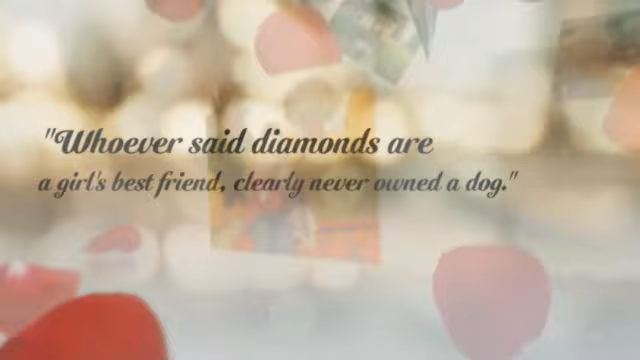 "Whoever said diamonds are
a girl's best friend, clearly never owned a dog."